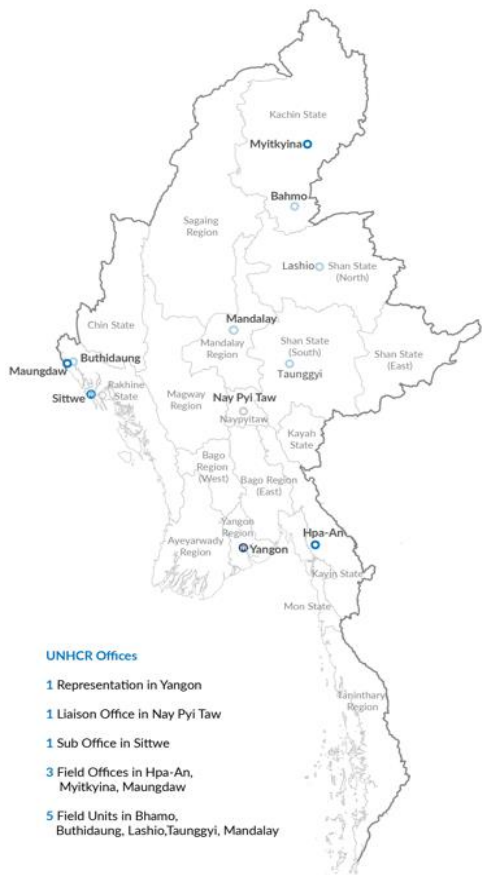 Kachin State
Myitkyina
Bahmo
Sagaing
Region
Lashio
Shan State
(North)
Mandalay
Chin State
Mandalay
Region
Shan State
(South)
Shan State
(East)
Buthidaung
Maungdaw
Taunggyi
Sittwe
Rakhine
State
Magway
Region
Nay Pyi Taw
Naypyitaw
Kayah
State
Bago
Region
(West)
Bago Region
(East)
Yangon
Region
Ayeyarwady
Region
Yangon
Hpa-An
Kayin State
Mon State
Tanintharyi
Region
UNHCR Offices
1 Representation in Yangon
1 Liaison Office in Nay Pyi Taw
1 Sub Office in Sittwe
3 Field Offices in Hpa-An,
Myitkyina, Maungdaw
5 Field Units in Bhamo,
Buthidaung, Lashio,Taunggyi, Mandalay